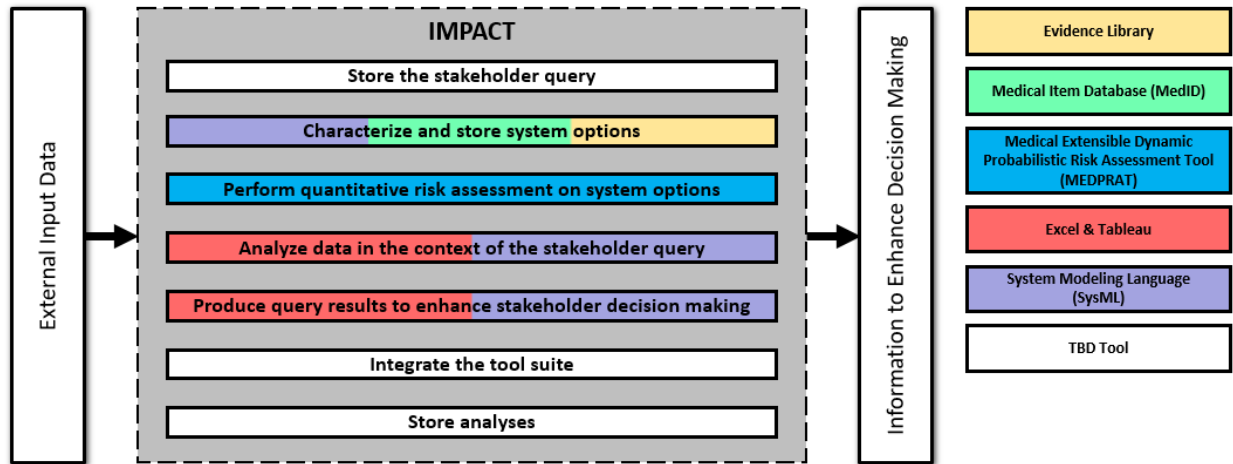 External Input Data
IMPACT
Store the stakeholder query
Characterize and store system options
Perform quantitative risk assessment on system options
Analyze data in the context of the stakeholder query
Produce query results to enhance stakeholder decision making
Integrate the tool suite
Store analyses
Information to Enhance Decision Making
Evidence Library
Medical Item Database (MedID)
Medical Extensible Dynamic
Probabilistic Risk Assessment Tool
(MEDPRAT)
Excel & Tableau
System Modeling Language
(SysML)
TBD Tool